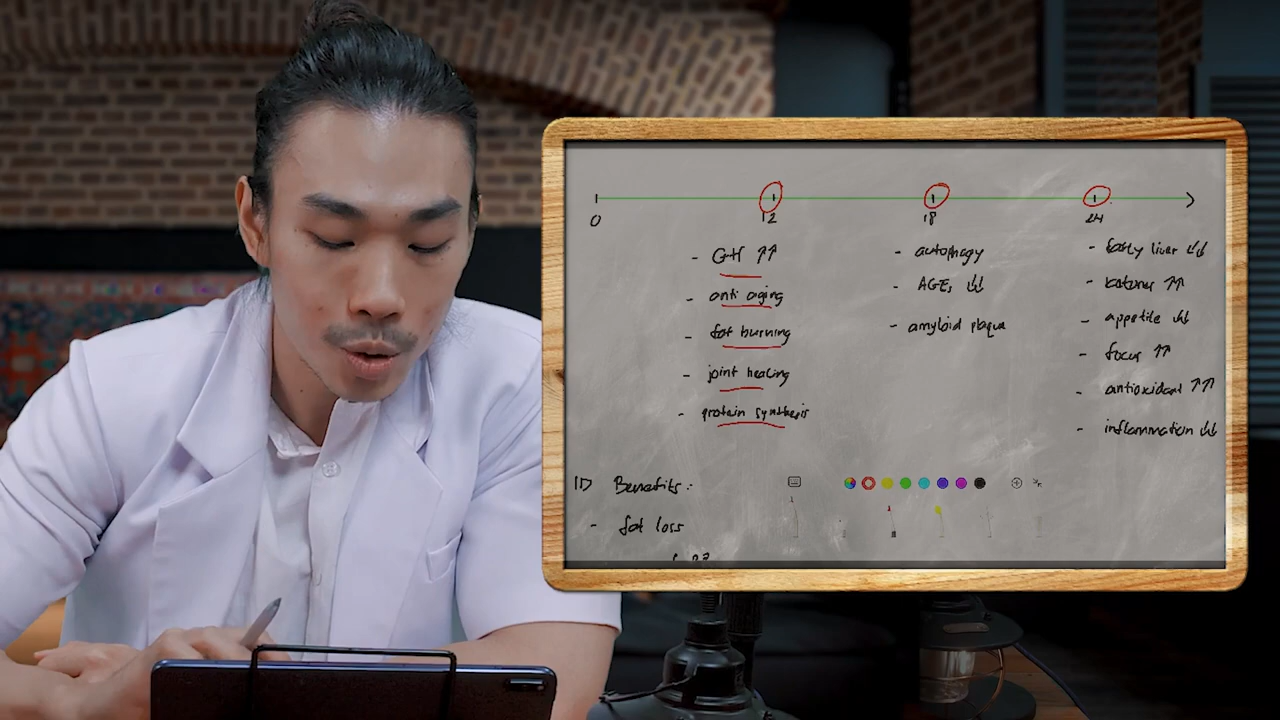 0 12 18 24
- GH ↑↑
- anti aging
- fat burning
- joint healing
- protein synthesis
- autophagy
- AGEs ↓↓
- amyloid plaque
- fatty liver ↓↓
- ketones ↑↑
- appetite ↓↓
- focus ↑↑
- antioxidant ↑↑
- inflammation ↓↓
Benefits:
- fat loss